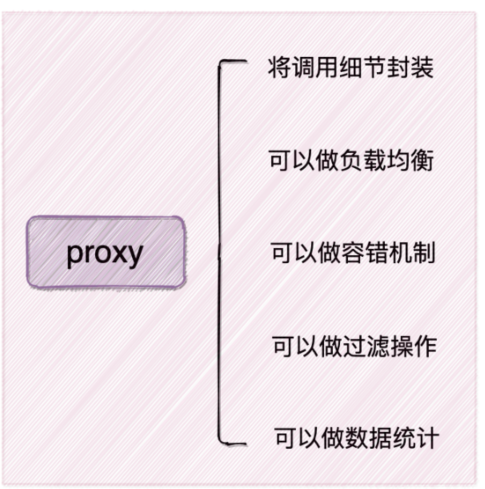 将调用细节封装
可以做负载均衡
proxy
可以做容错机制
可以做过滤操作
可以做数据统计